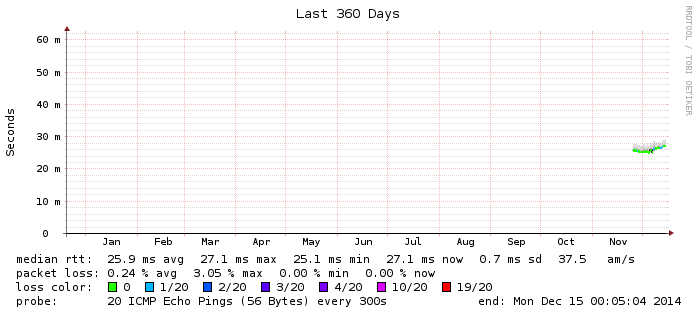 Last 360 Days
RRDTOOL / TOBI OETIKER
Seconds
60 m
50 m
40 m
30 m
20 m
10 m
0
Jan Feb Mar Apr May Jun Jul Aug Sep Oct Nov
median rtt: 25.9 ms avg 27.1 ms max 25.1 ms min 27.1 ms now 0.7 ms sd 37.5 am/s
packet loss: 0.24 % avg 3.05 % max 0.00 % min 0.00 % now
loss color: 0 1/20 2/20 3/20 4/20 10/20 19/20
probe: 20 ICMP Echo Pings (56 Bytes) every 300s end: Mon Dec 15 00:05:04 2014